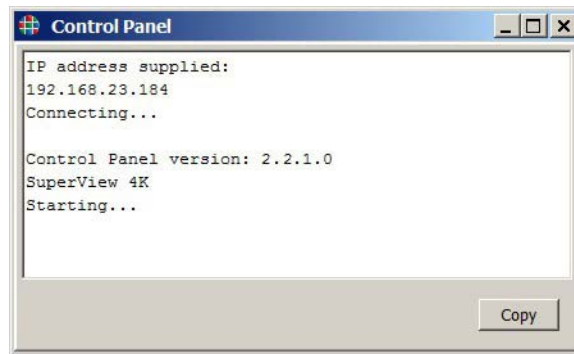 Control Panel
IP address supplied:
192.168.23.184
Connecting...
Control Panel version: 2.2.1.0
SuperView 4K
Starting...
Copy